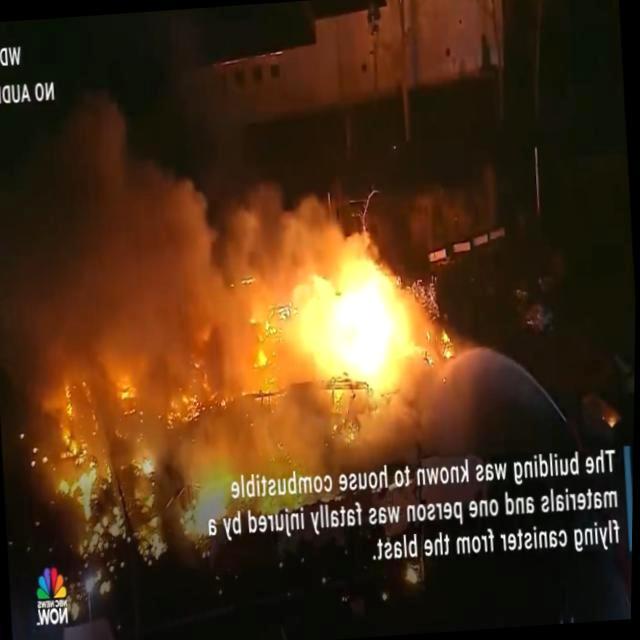 WD
NO AUDI
The building was known to house combustible
materials and one person was fatally injured by a
flying canister from the blast.
NBC NEWS
NOW.